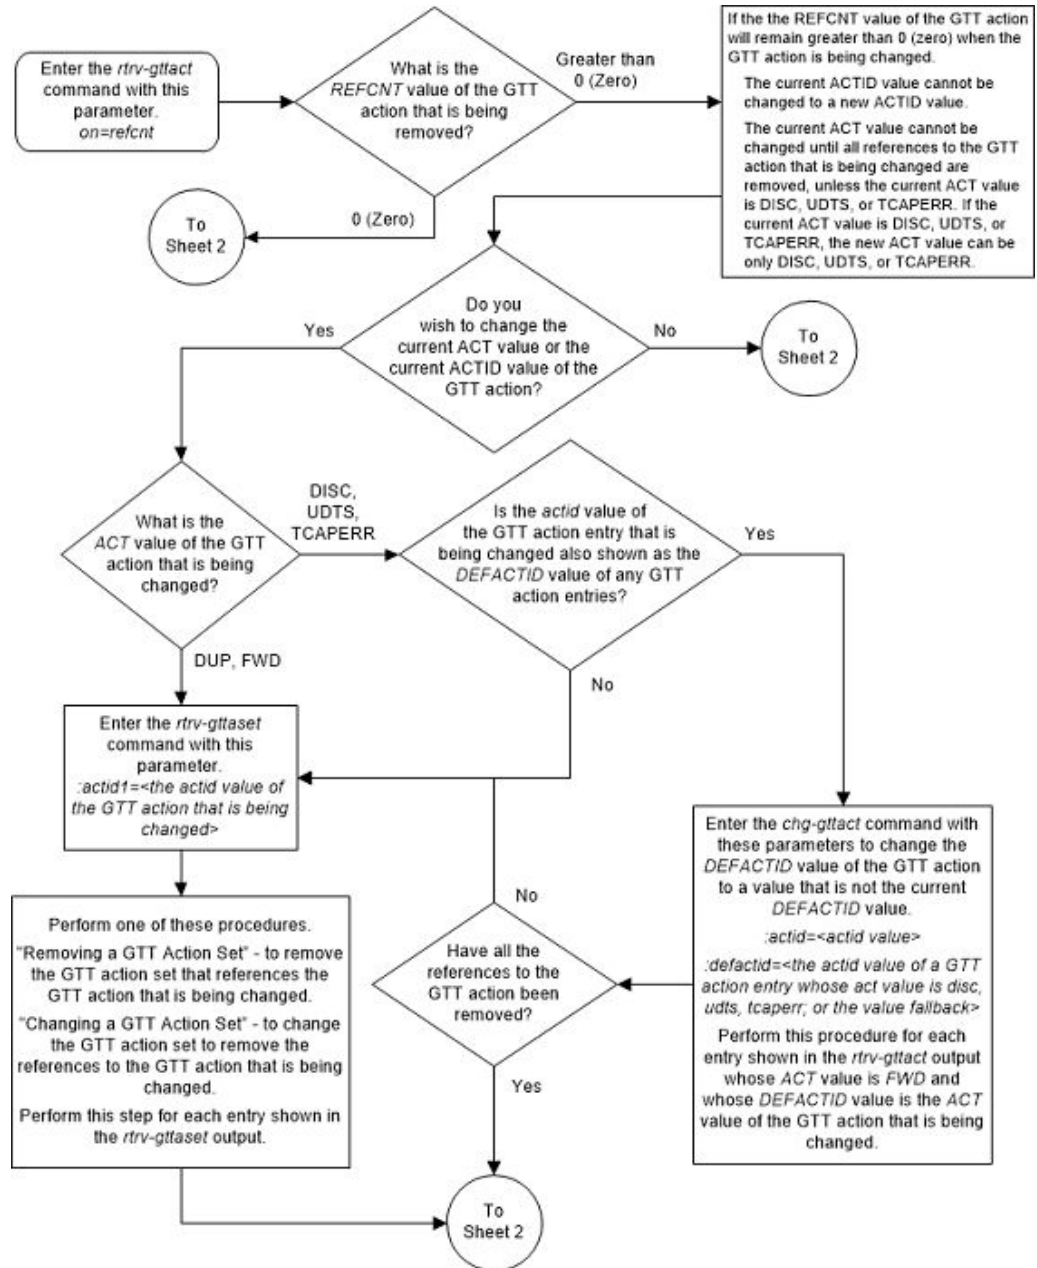 Enter the rtrv-gttact
command with this
parameter.
on=refcnt
What is the
REFCNT value of the GTT
action that is being
removed?
Greater than
0 (Zero)
If the the REFCNT value of the GTT action
will remain greater than 0 (zero) when the
GTT action is being changed.
The current ACTID value cannot be
changed to a new ACTID value.
The current ACT value cannot be
changed until all references to the GTT
action that is being changed are
removed, unless the current ACT value
is DISC, UDTS, or TCAPERR. If the
current ACT value is DISC, UDTS, or
TCAPERR, the new ACT value can be
only DISC, UDTS, or TCAPERR.
0 (Zero)
To
Sheet 2
Do you
wish to change the
current ACT value or the
current ACTID value of the
GTT action?
Yes
No
To
Sheet 2
What is the
ACT value of the GTT
action that is being
changed?
DISC,
UDTS,
TCAPERR
Is the actid value of
the GTT action entry that is
being changed also shown as the
DEFACTID value of any GTT
action entries?
Yes
DUP, FWD
No
Enter the rtrv-gttaset
command with this
parameter.
:actid1=<the actid value of
the GTT action that is being
changed>
Enter the chg-gttact command with
these parameters to change the
DEFACTID value of the GTT action
to a value that is not the current
DEFACTID value.
:actid=<actid value>
:defactid=<the actid value of a GTT
action entry whose act value is disc,
udts, tcaperr; or the value fallback>
Perform this procedure for each
entry shown in the rtrv-gttact output
whose ACT value is FWD and
whose DEFACTID value is the ACT
value of the GTT action that is being
changed.
No
Have all the
references to the
GTT action been
removed?
Yes
Perform one of these procedures.
"Removing a GTT Action Set" - to remove
the GTT action set that references the
GTT action that is being changed.
"Changing a GTT Action Set" - to change
the GTT action set to remove the
references to the GTT action that is being
changed.
Perform this step for each entry shown in
the rtrv-gttaset output.
To
Sheet 2